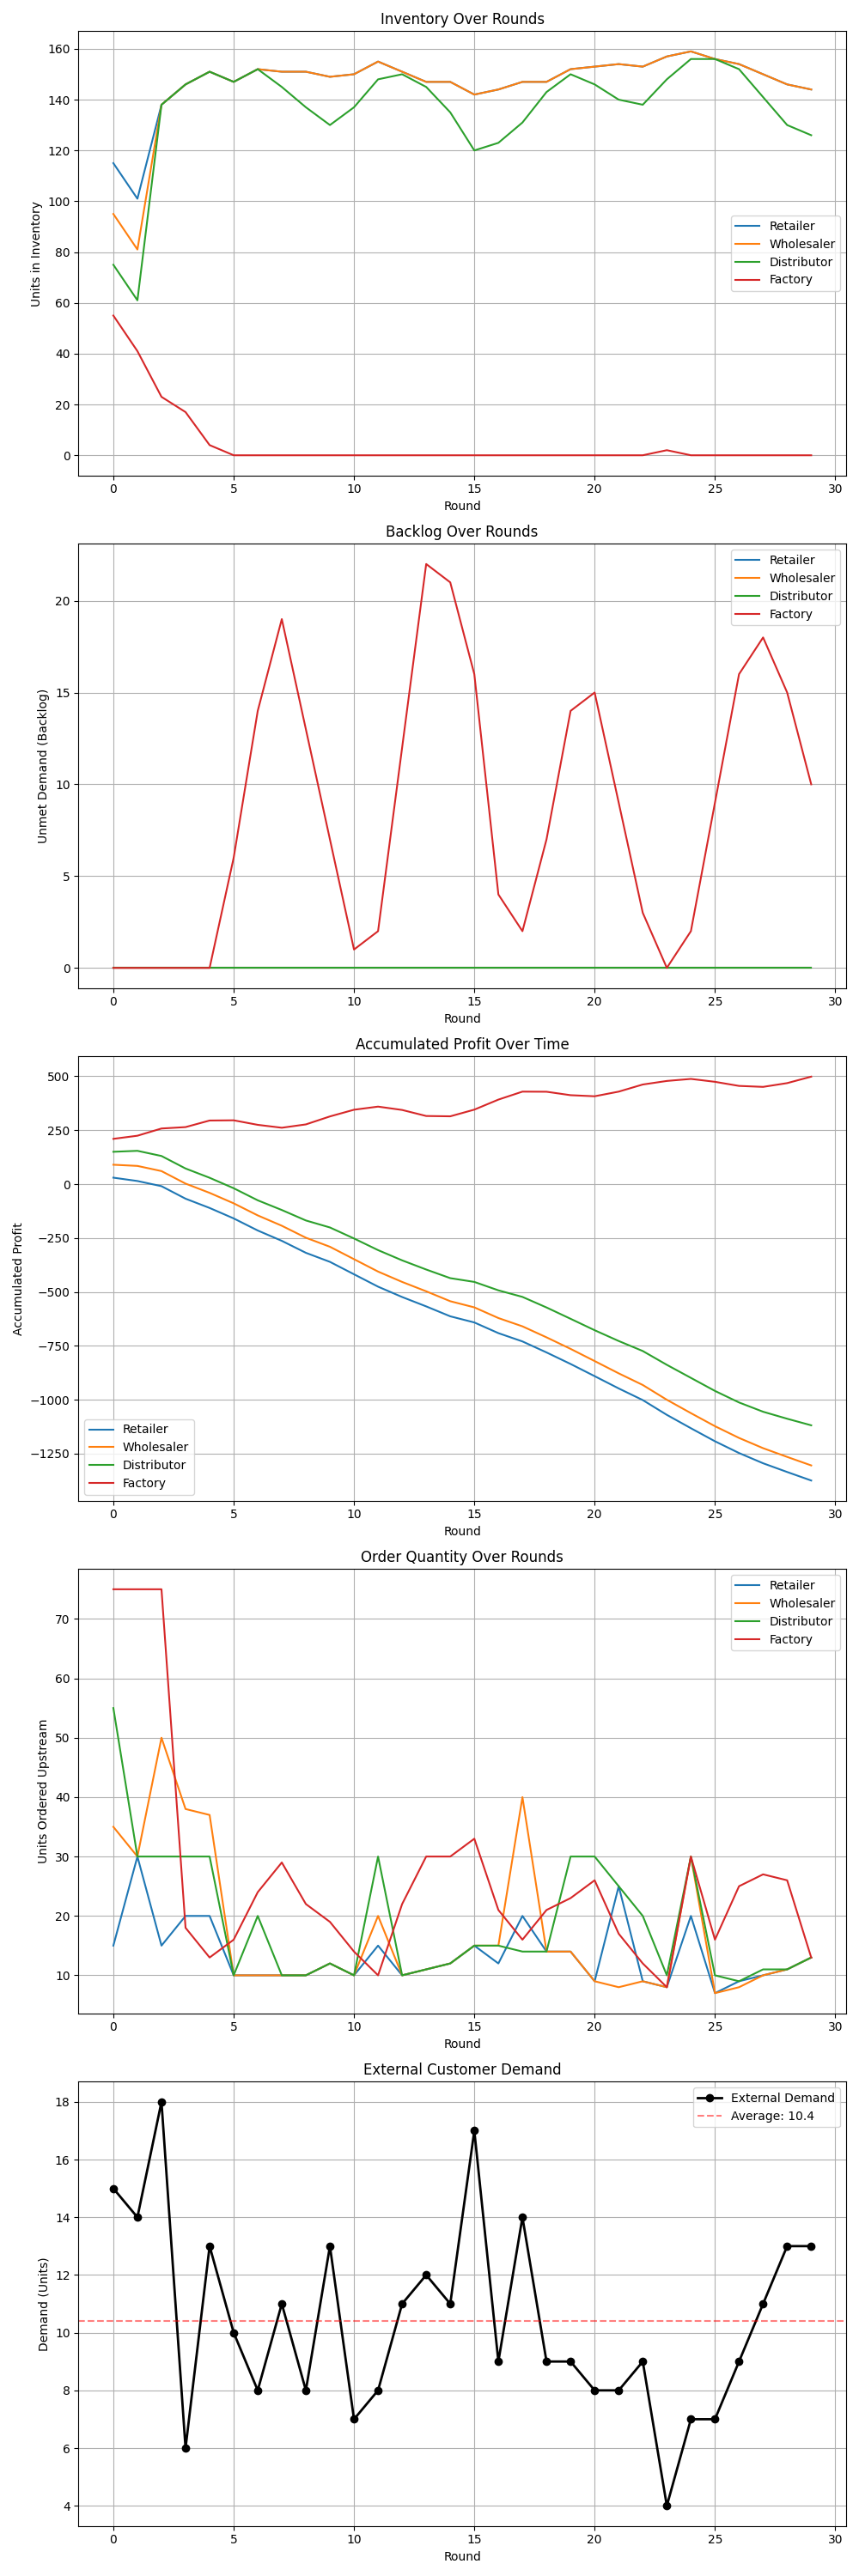 Inventory Over Rounds
160
140
120
100
80
60
40
20
0
Units in Inventory
Retailer
Wholesaler
Distributor
Factory
0 5 10 15 20 25 30
Round
Backlog Over Rounds
20
15
10
5
0
Unmet Demand (Backlog)
Retailer
Wholesaler
Distributor
Factory
0 5 10 15 20 25 30
Round
Accumulated Profit Over Time
500
250
0
−250
−500
−750
−1000
−1250
Accumulated Profit
Retailer
Wholesaler
Distributor
Factory
0 5 10 15 20 25 30
Round
Order Quantity Over Rounds
70
60
50
40
30
20
10
Units Ordered Upstream
Retailer
Wholesaler
Distributor
Factory
0 5 10 15 20 25 30
Round
External Customer Demand
18
16
14
12
10
8
6
4
Demand (Units)
External Demand
Average: 10.4
0 5 10 15 20 25 30
Round